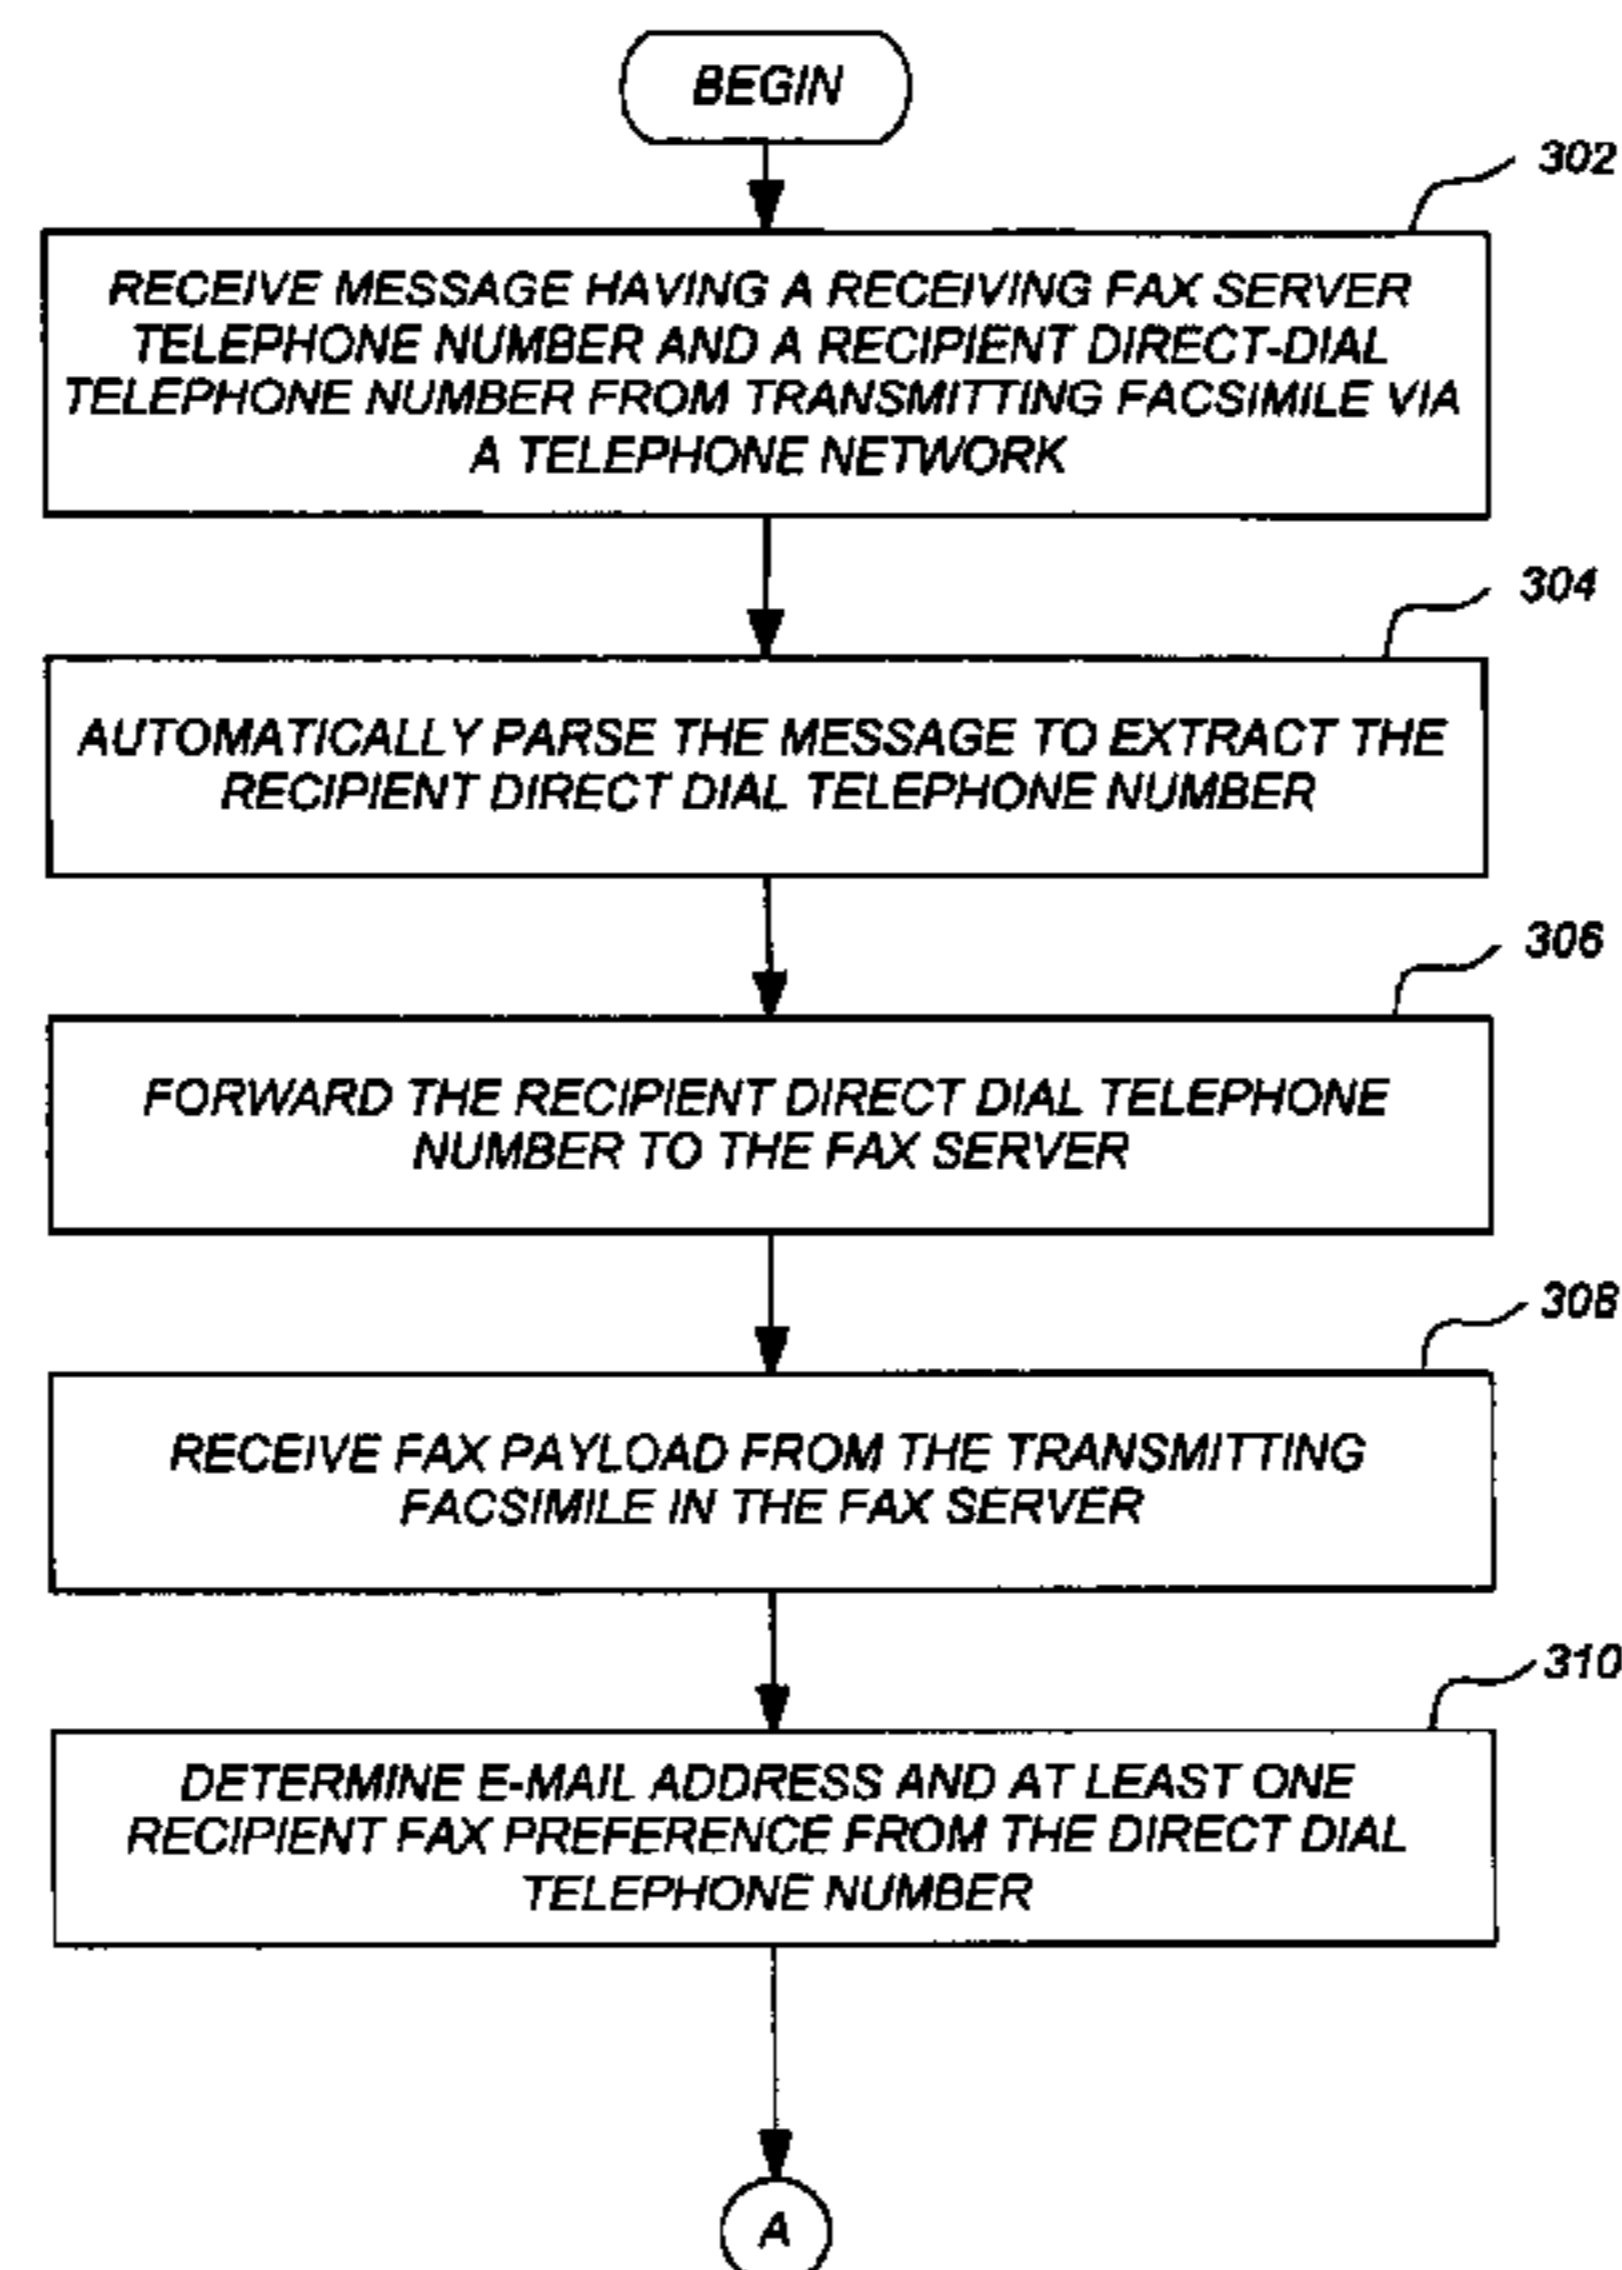 BEGIN
302
RECEIVE MESSAGE HAVING A RECEIVING FAX SERVER
TELEPHONE NUMBER AND A RECIPIENT DIRECT-DIAL
TELEPHONE NUMBER FROM TRANSMITTING FACSIMILE VIA
A TELEPHONE NETWORK
304
AUTOMATICALLY PARSE THE MESSAGE TO EXTRACT THE
RECIPIENT DIRECT DIAL TELEPHONE NUMBER
306
FORWARD THE RECIPIENT DIRECT DIAL TELEPHONE
NUMBER TO THE FAX SERVER
308
RECEIVE FAX PAYLOAD FROM THE TRANSMITTING
FACSIMILE IN THE FAX SERVER
310
DETERMINE E-MAIL ADDRESS AND AT LEAST ONE
RECIPIENT FAX PREFERENCE FROM THE DIRECT DIAL
TELEPHONE NUMBER
A